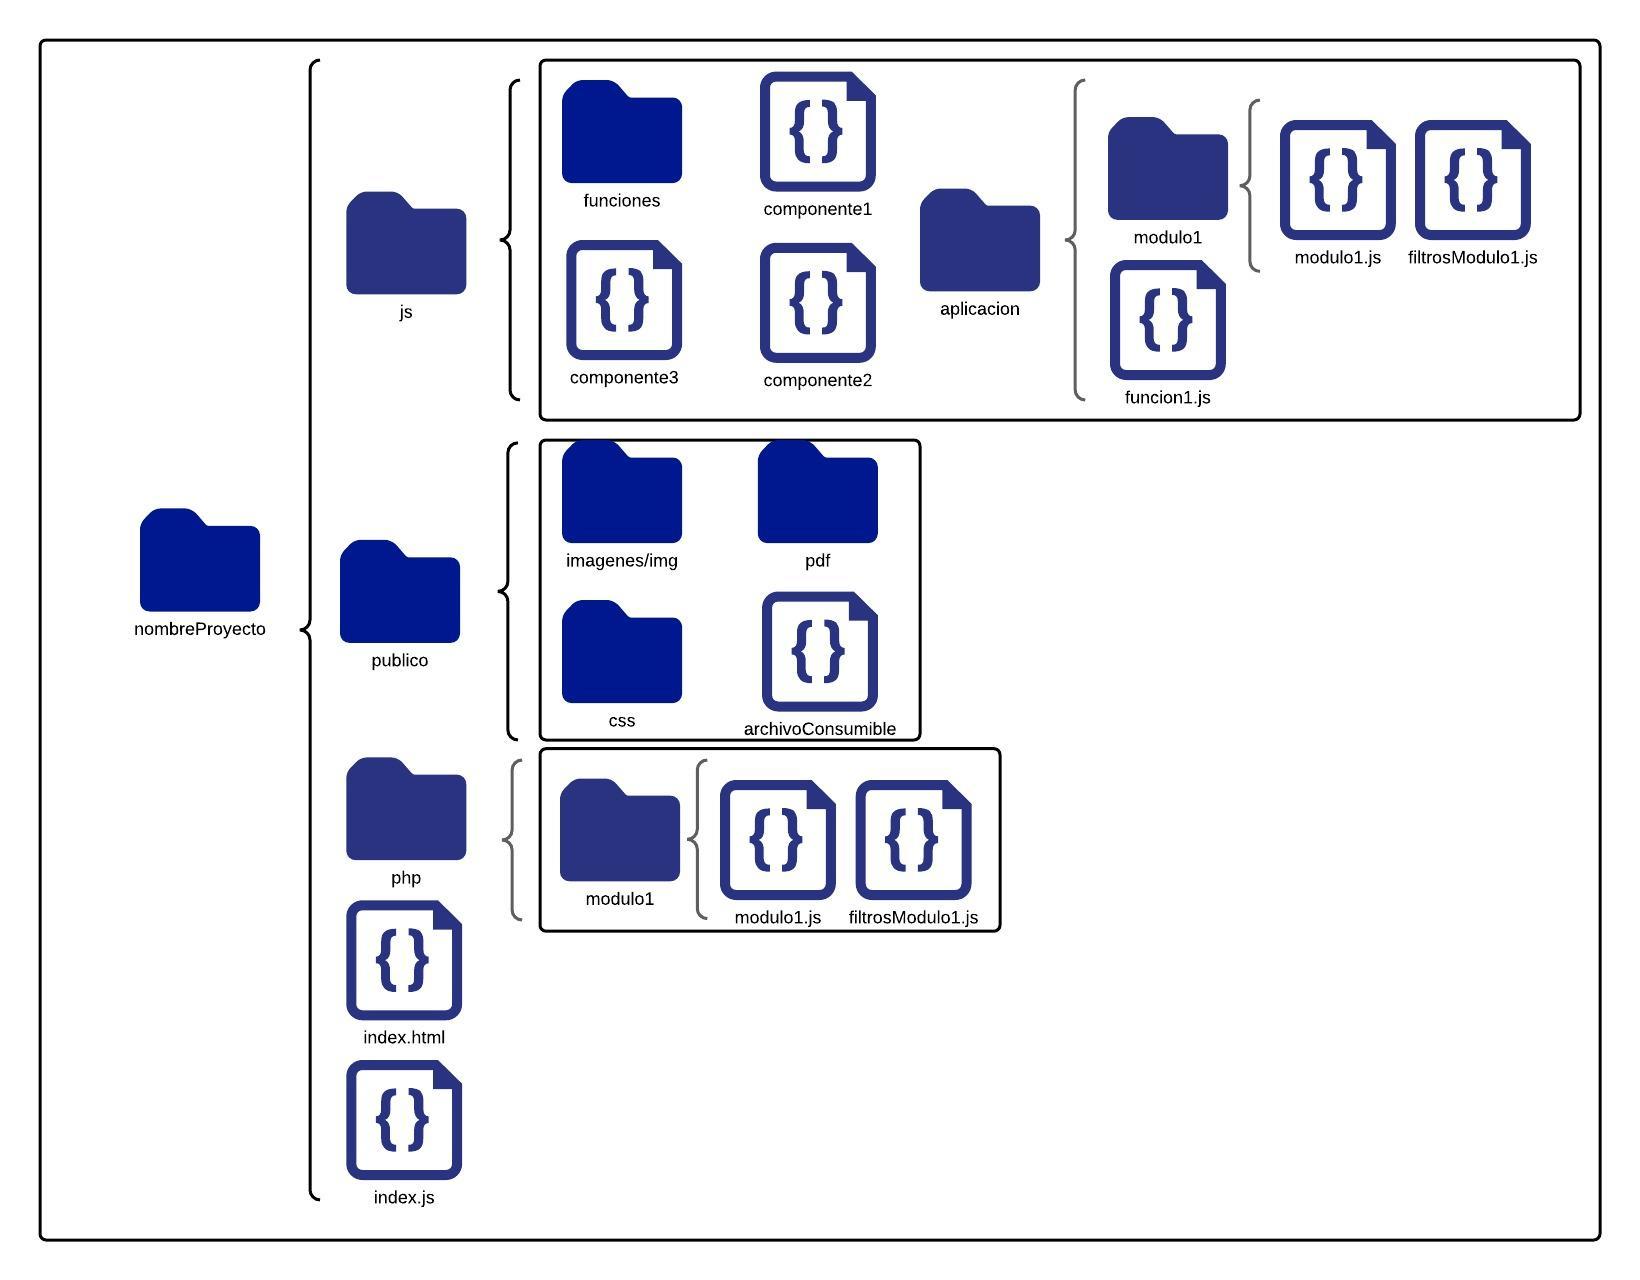 funciones
componente1
componente3
componente2
js
aplicacion
modulo1
modulo1.js
filtrosModulo1.js
funcion1.js
nombreProyecto
publico
imagenes/img
pdf
css
archivoConsumible
php
modulo1
modulo1.js
filtrosModulo1.js
index.html
index.js